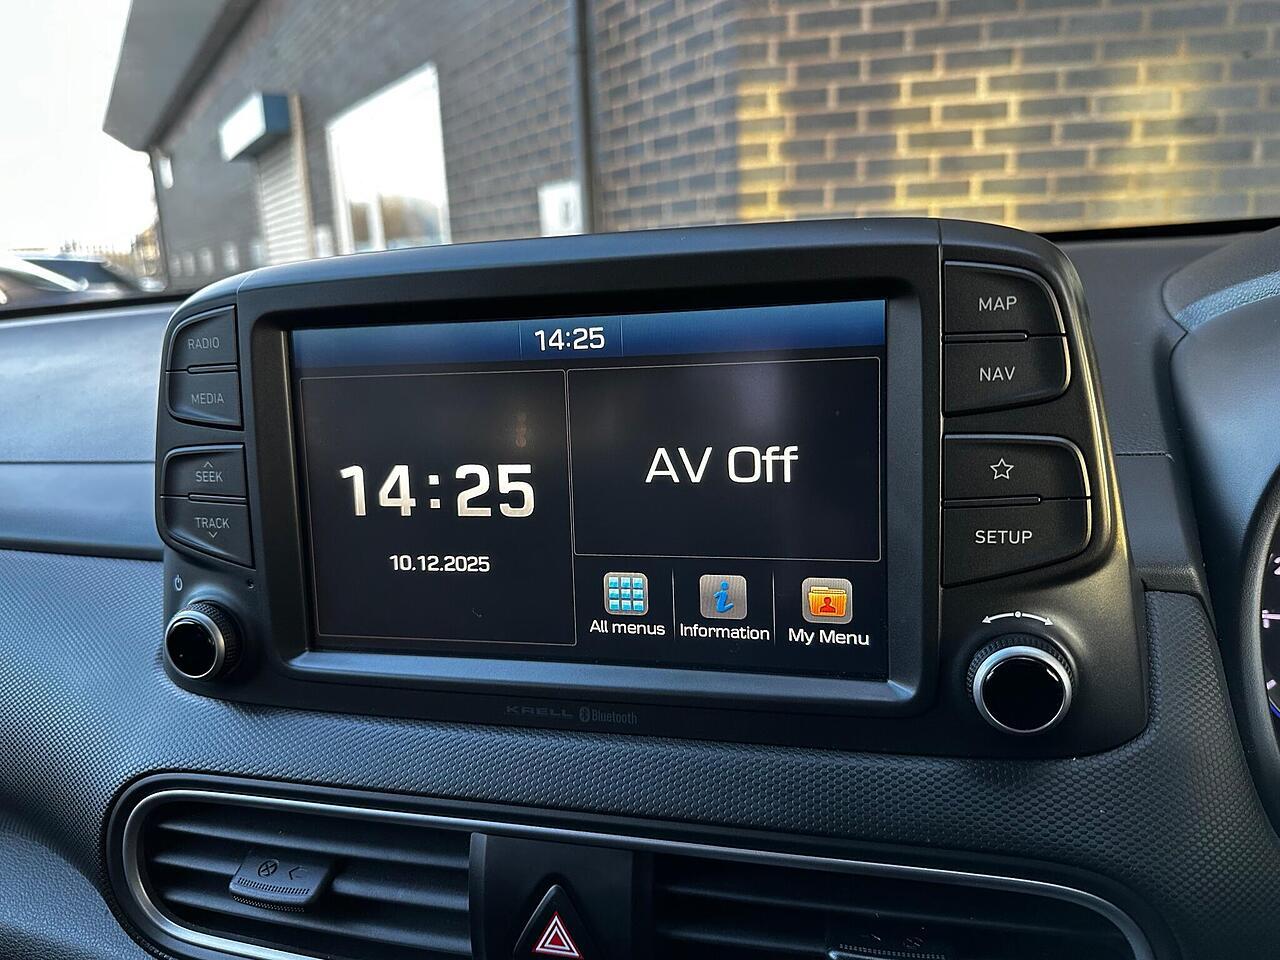 14:25
14:25
10.12.2025
AV Off
All menus
Information
My Menu
RADIO
MEDIA
SEEK
TRACK
MAP
NAV
SETUP
KRELL Bluetooth